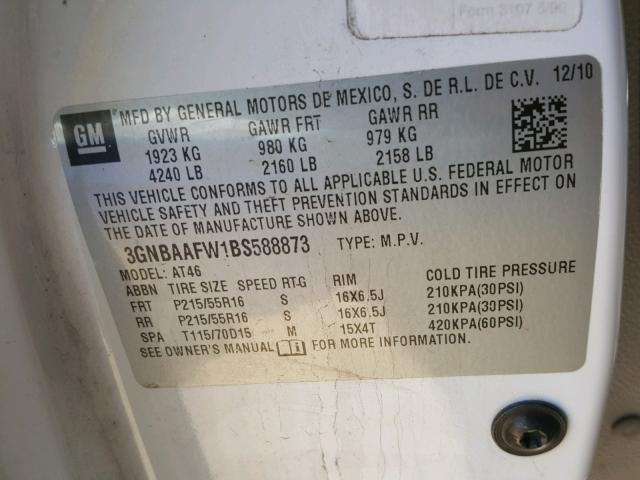 Form 3107 5/99
MFD BY GENERAL MOTORS DE MEXICO, S. DE R.L. DE C.V. 12/10
GM
GVWR GAWR FRT GAWR RR
1923 KG 980 KG 979 KG
4240 LB 2160 LB 2158 LB
THIS VEHICLE CONFORMS TO ALL APPLICABLE U.S. FEDERAL MOTOR
VEHICLE SAFETY AND THEFT PREVENTION STANDARDS IN EFFECT ON
THE DATE OF MANUFACTURE SHOWN ABOVE.
3GNBAAFW1BS588873 TYPE: M.P.V.
MODEL: AT46
ABBN TIRE SIZE SPEED RTG RIM COLD TIRE PRESSURE
FRT P215/55R16 S 16X6.5J 210KPA(30PSI)
RR P215/55R16 S 16X6.5J 210KPA(30PSI)
SPA T115/70D15 M 15X4T 420KPA(60PSI)
SEE OWNER'S MANUAL FOR MORE INFORMATION.